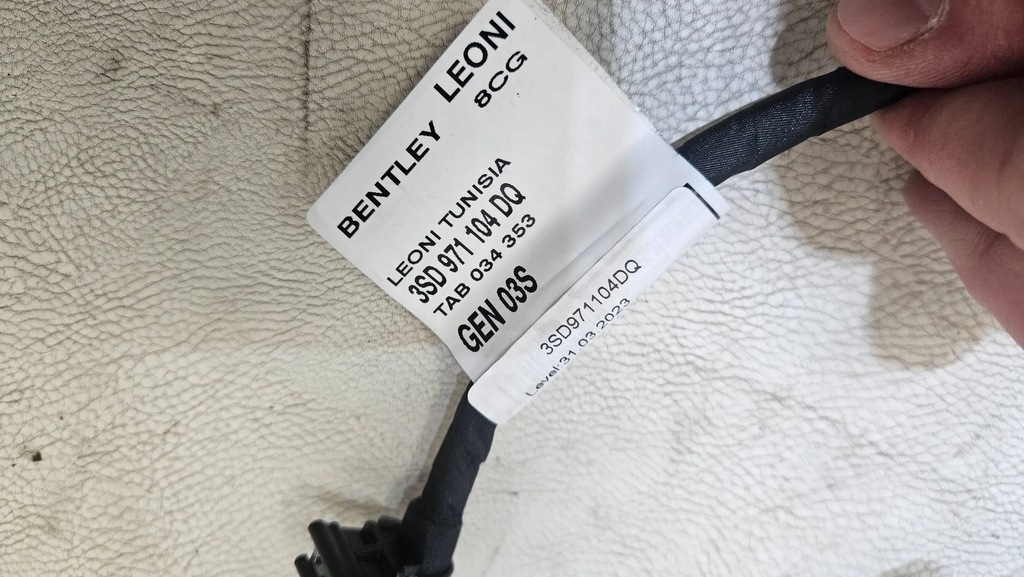 BENTLEY LEONI
8CG
LEONI TUNISIA
3SD 971 104 DQ
TAB 034 353
GEN 03S
3SD971104DQ
Level:31.03.2023